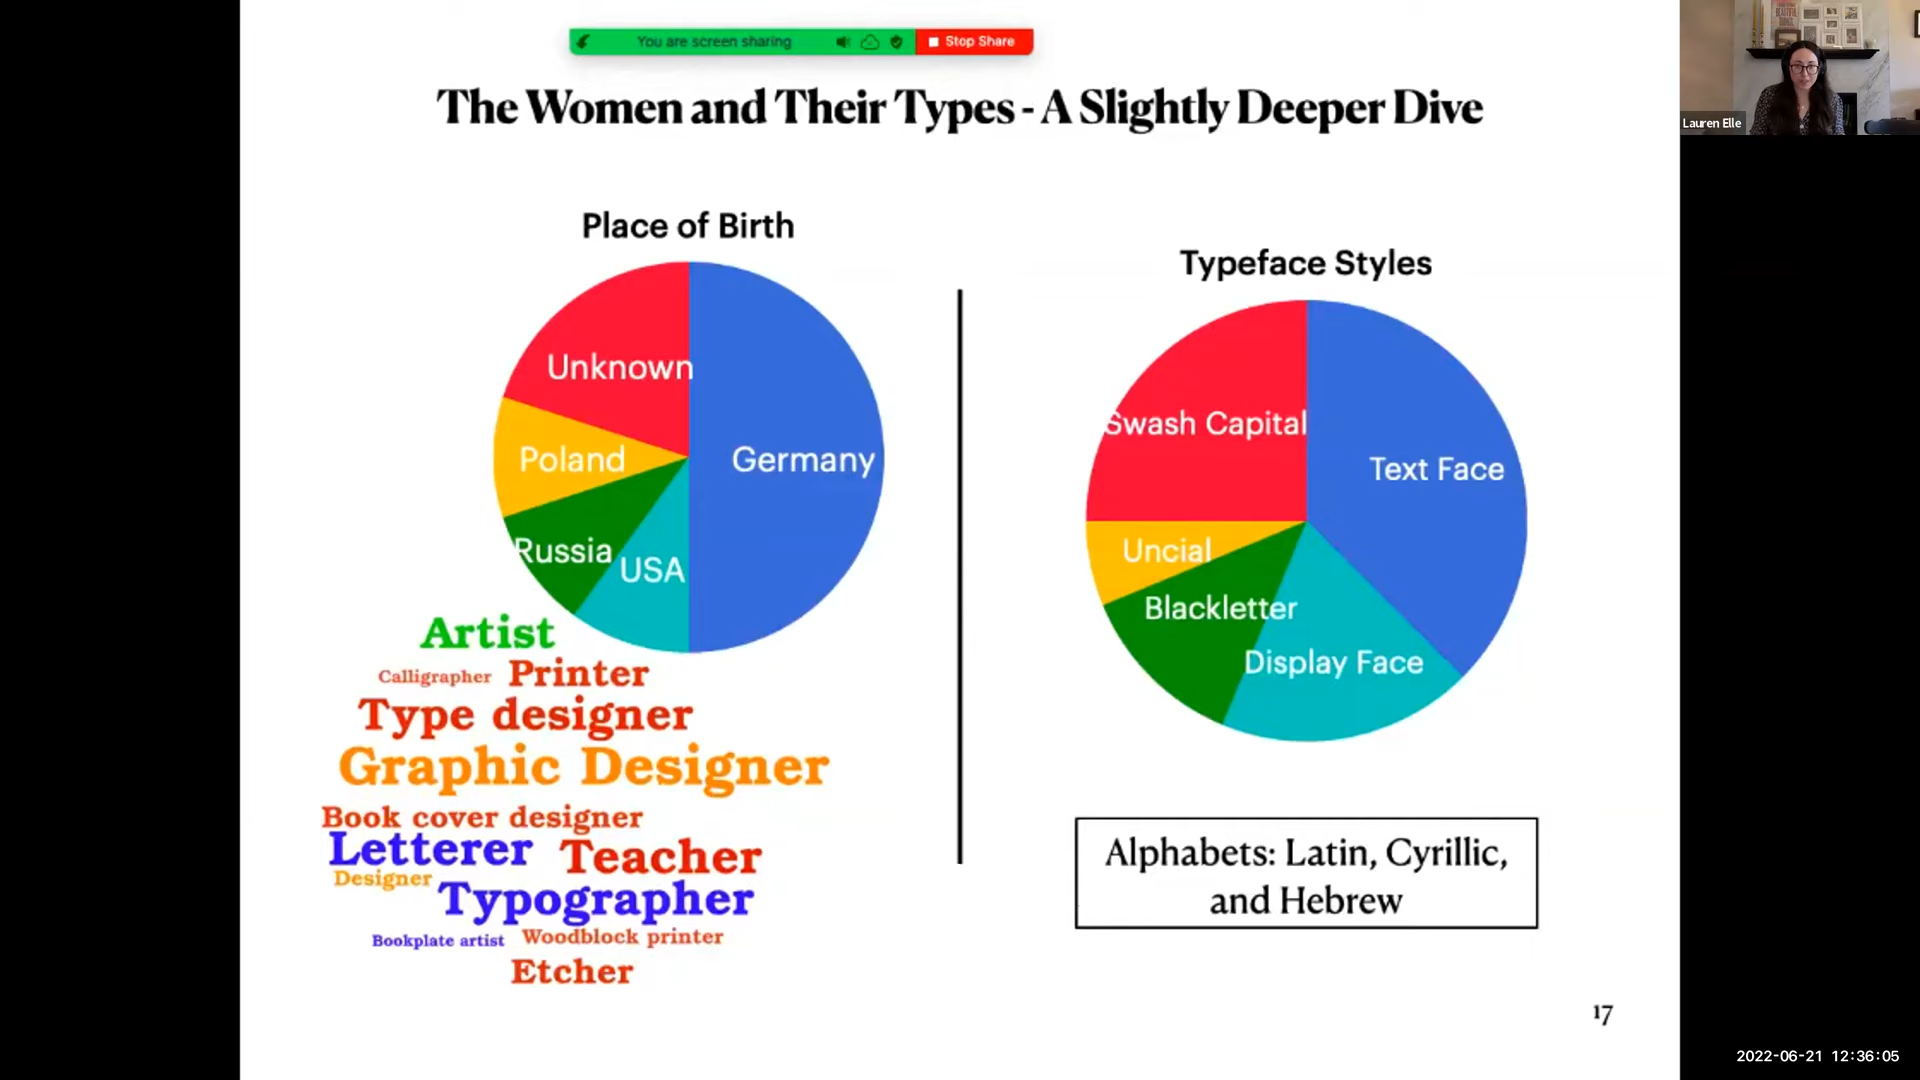 You are screen sharing
Stop Share
Lauren Elle
The Women and Their Types - A Slightly Deeper Dive
Place of Birth
Unknown
Poland
Germany
Russia
USA
Artist
Calligrapher Printer
Type designer
Graphic Designer
Book cover designer
Letterer Teacher
Designer
Typographer
Bookplate artist Woodblock printer
Etcher
Typeface Styles
Swash Capital
Text Face
Uncial
Blackletter
Display Face
Alphabets: Latin, Cyrillic,
and Hebrew
17
2022-06-21 12:36:05